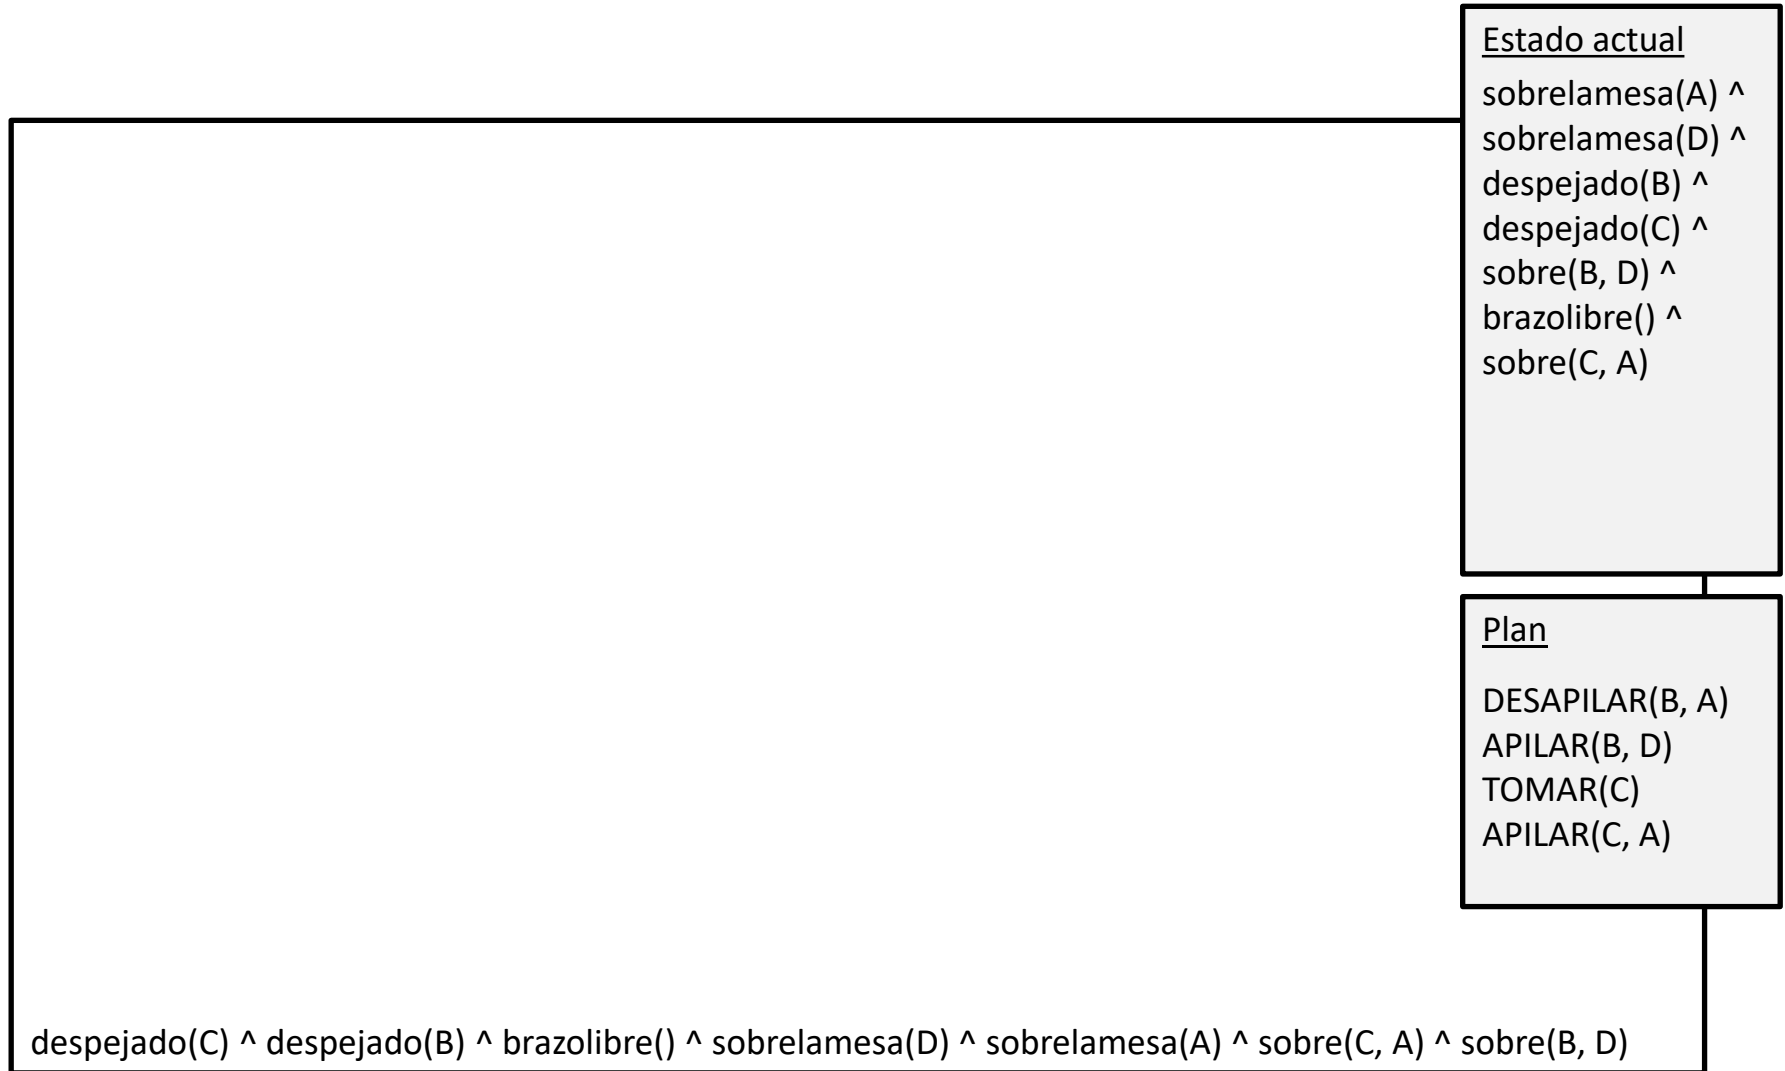 Estado actual
sobrelamesa(A) ^
sobrelamesa(D) ^
despejado(B) ^
despejado(C) ^
sobre(B, D) ^
brazolibre() ^
sobre(C, A)
Plan
DESAPILAR(B, A)
APILAR(B, D)
TOMAR(C)
APILAR(C, A)
despejado(C) ^ despejado(B) ^ brazolibre() ^ sobrelamesa(D) ^ sobrelamesa(A) ^ sobre(C, A) ^ sobre(B, D)